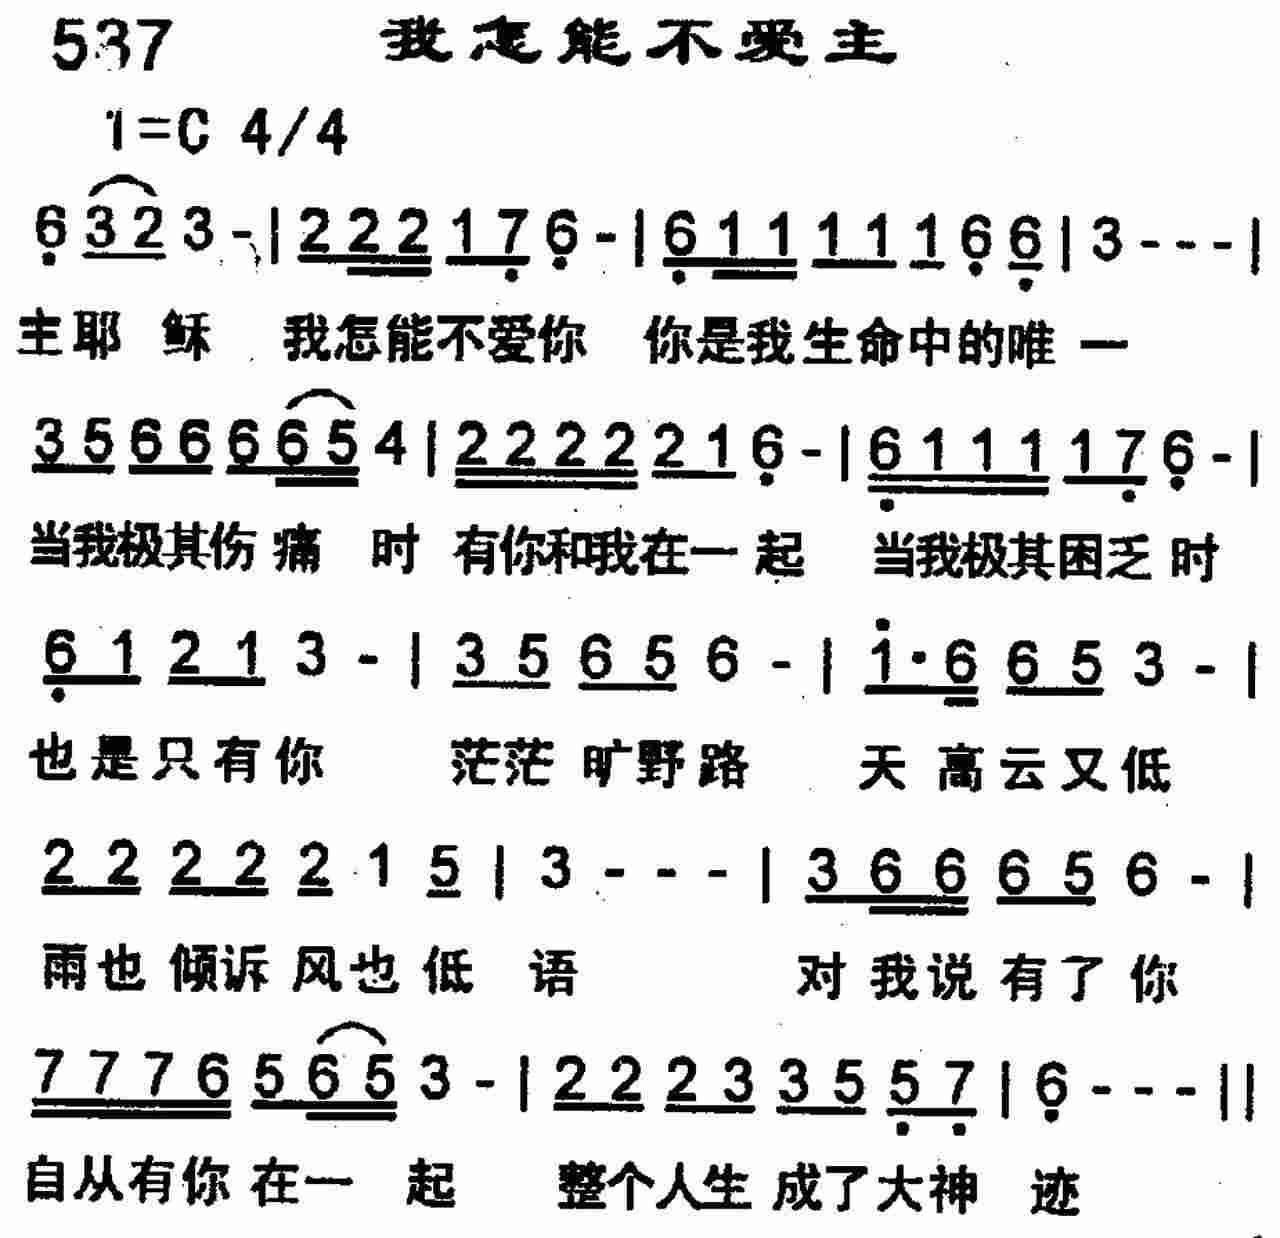 537 我怎能不爱主
1=C 4/4
6 3 2 3 - | 2 2 2 1 7 6 - | 6 1 1 1 1 1 6 6 | 3 - - - |
主耶稣 我怎能不爱你 你是我生命中的唯一
3 5 6 6 6 6 5 4 | 2 2 2 2 2 1 6 - | 6 1 1 1 1 7 6 - |
当我极其伤痛时 有你和我在一起 当我极其困乏时
6 1 2 1 3 - | 3 5 6 5 6 - | 1 · 6 6 5 3 - |
也是只有你 茫茫旷野路 天高云又低
2 2 2 2 2 1 5 | 3 - - - | 3 6 6 6 5 6 - |
雨也倾诉风也低语 对我说有了你
7 7 7 6 5 6 5 3 - | 2 2 2 3 3 5 5 7 | 6 - - - ||
自从有你在一起 整个人生成了大神迹